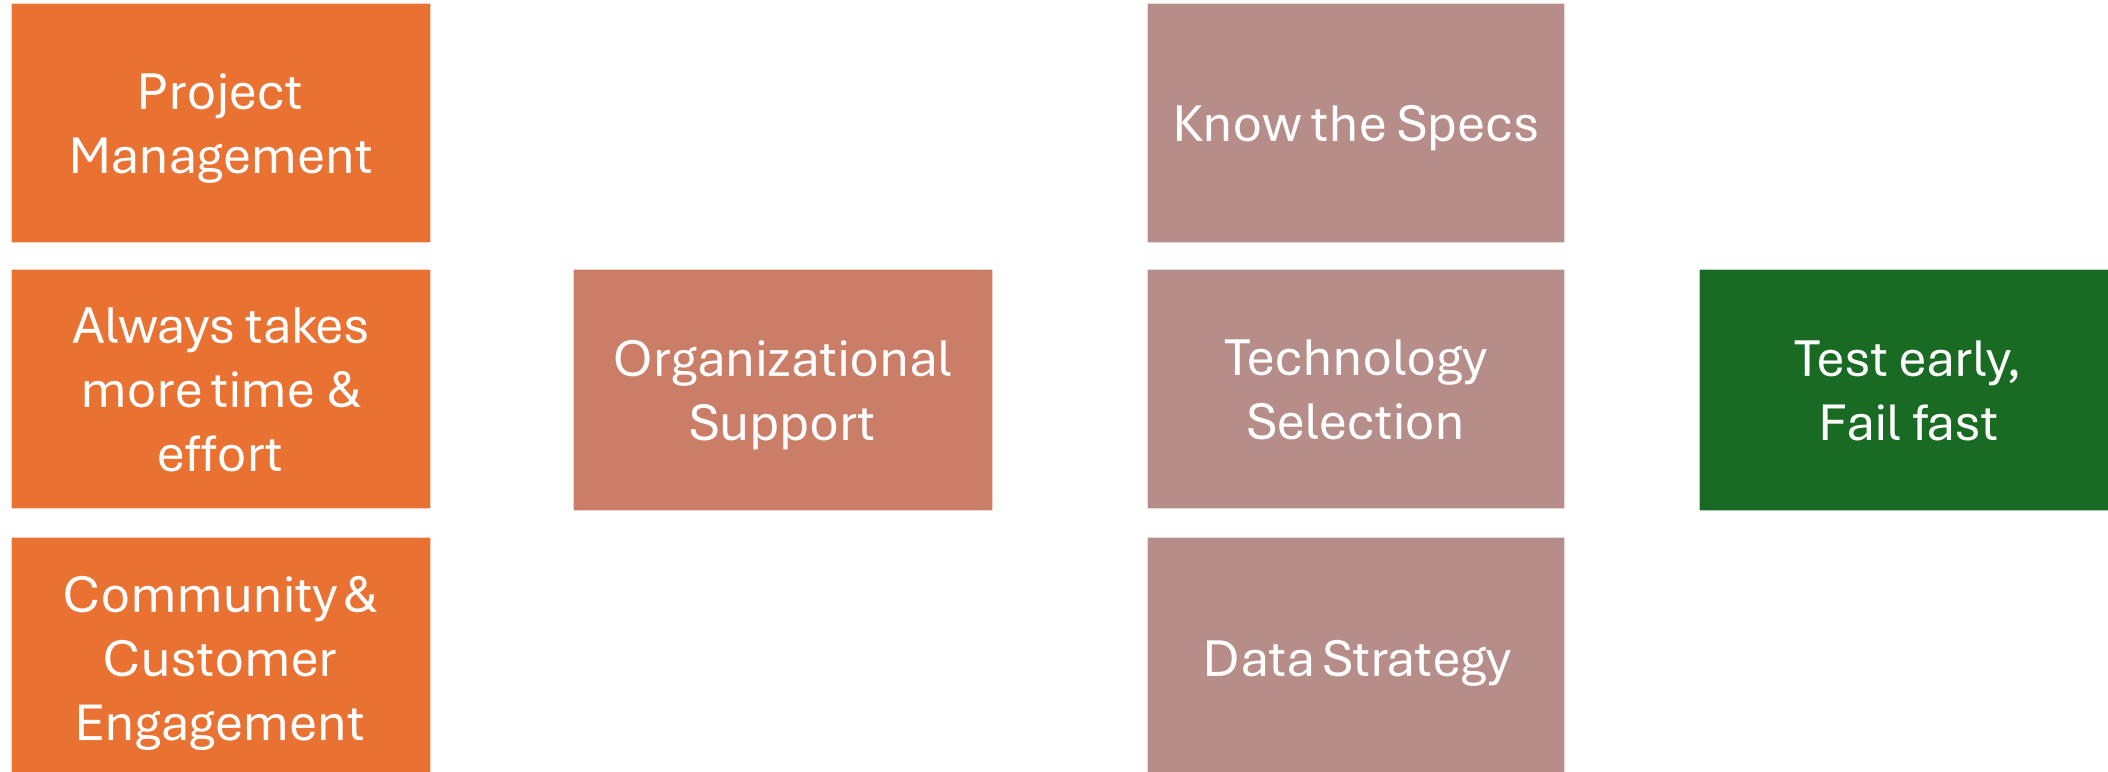 Project
Management
Always takes
more time &
effort
Community &
Customer
Engagement
Organizational
Support
Know the Specs
Technology
Selection
Data Strategy
Test early,
Fail fast